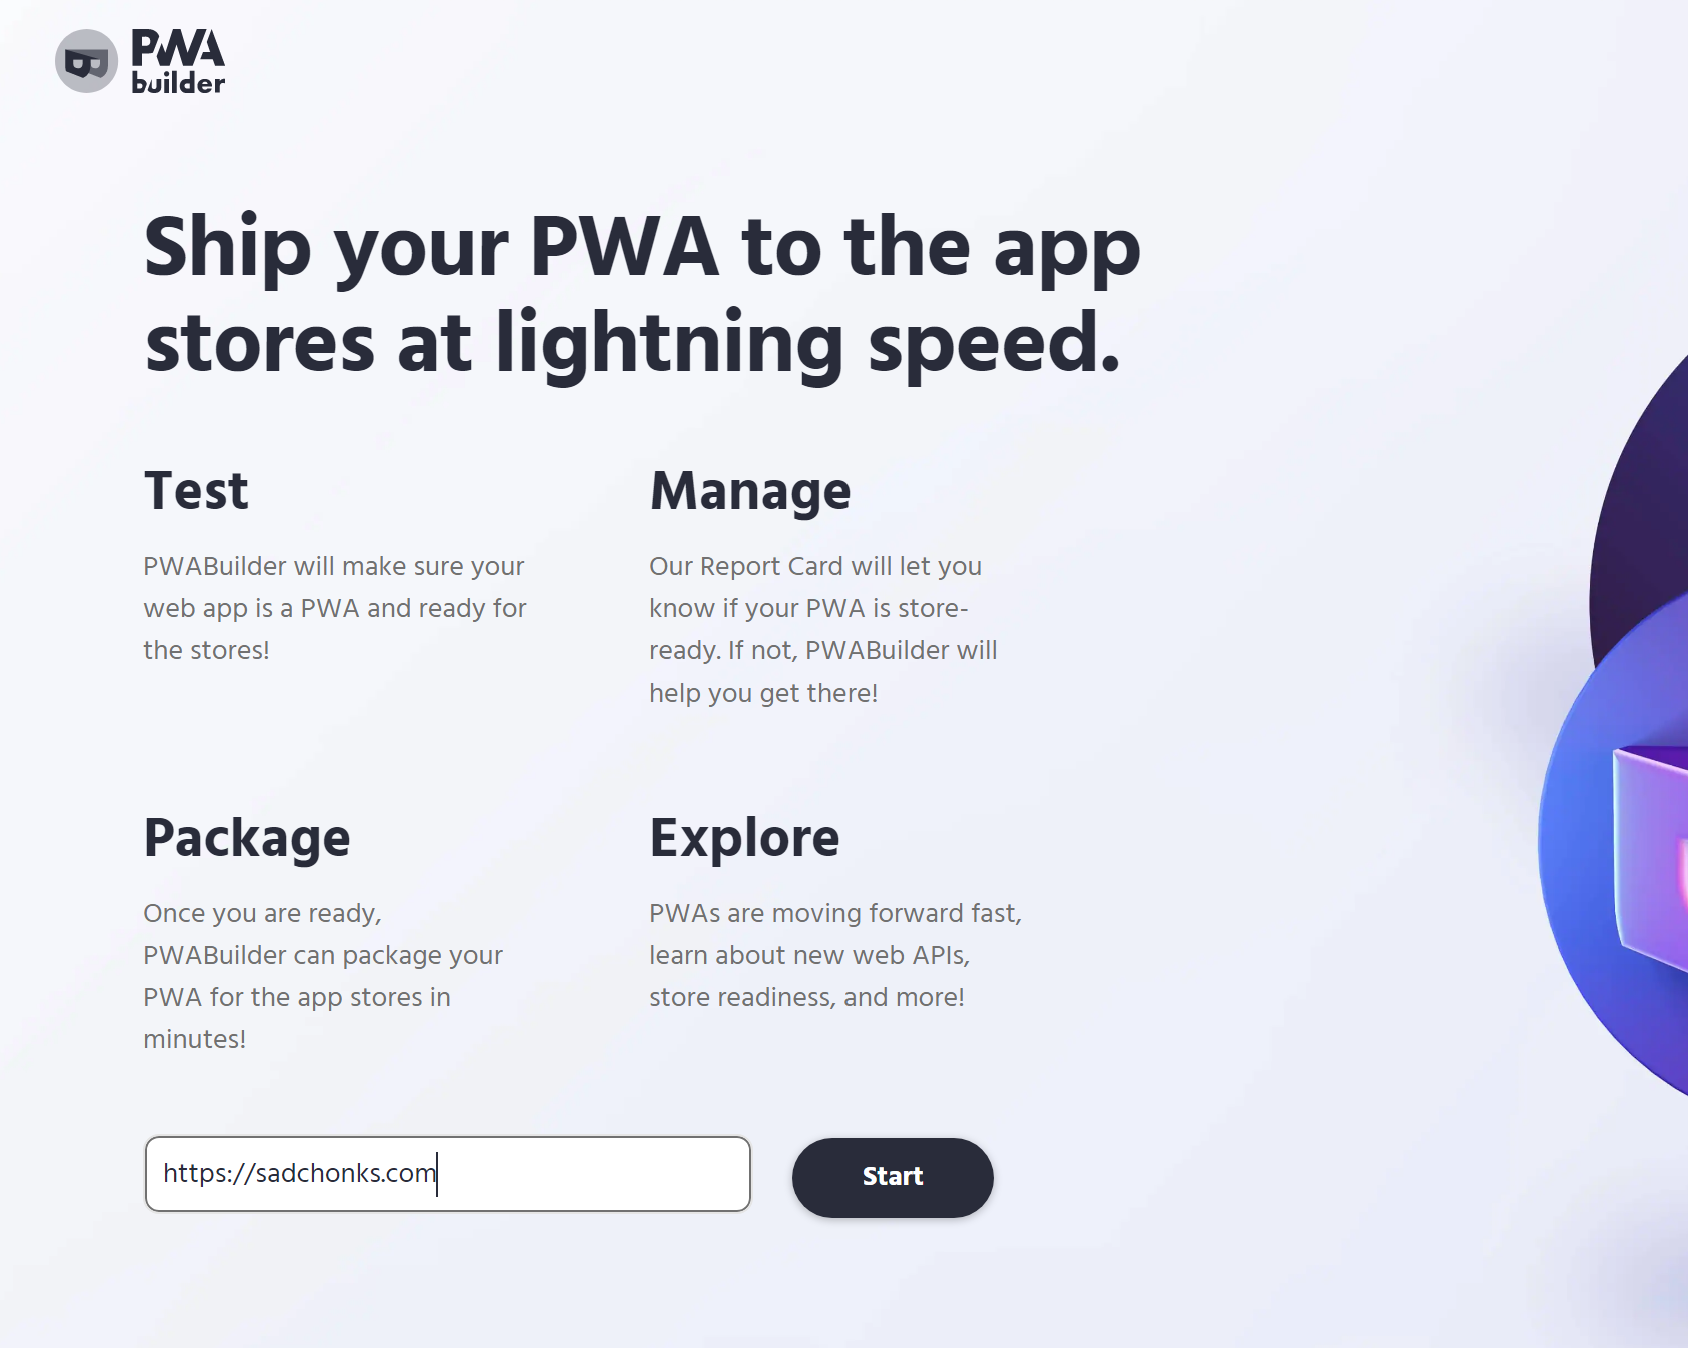 PWA
builder
Ship your PWA to the app
stores at lightning speed.
Test
PWABuilder will make sure your
web app is a PWA and ready for
the stores!
Manage
Our Report Card will let you
know if your PWA is store-
ready. If not, PWABuilder will
help you get there!
Package
Once you are ready,
PWABuilder can package your
PWA for the app stores in
minutes!
Explore
PWAs are moving forward fast,
learn about new web APIs,
store readiness, and more!
https://sadchonks.com
Start